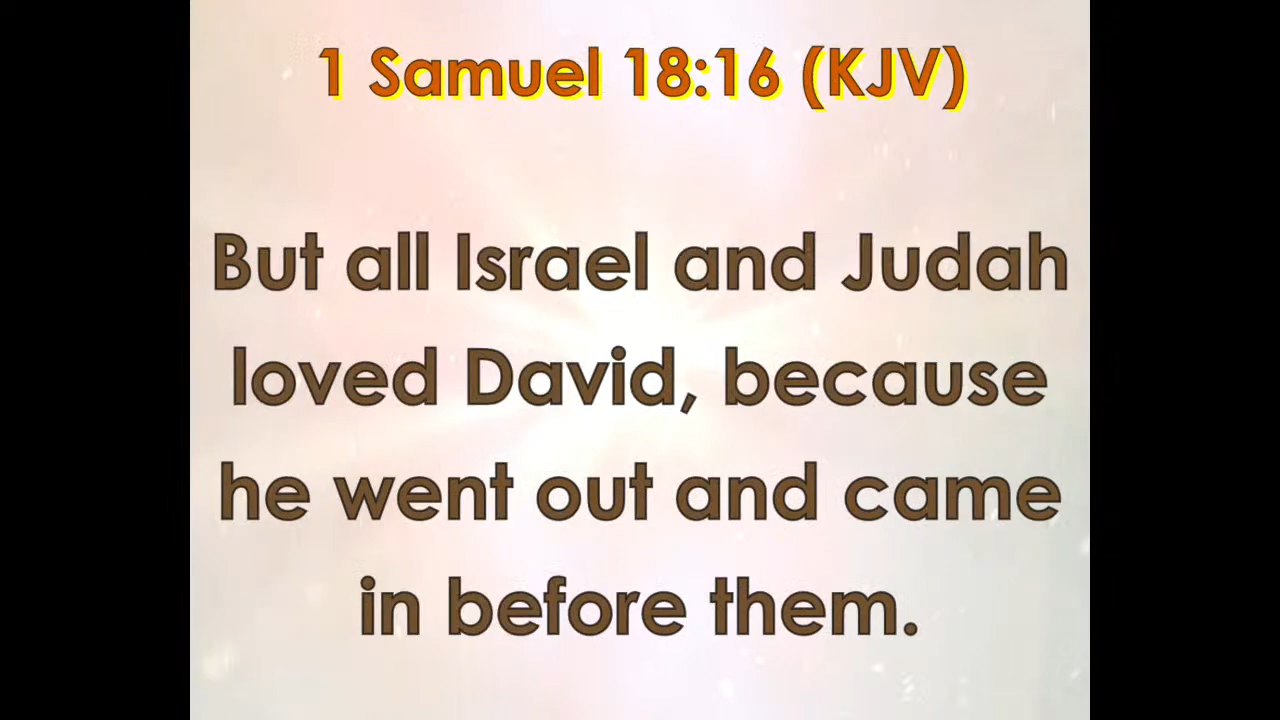 1 Samuel 18:16 (KJV)
But all Israel and Judah
loved David, because
he went out and came
in before them.